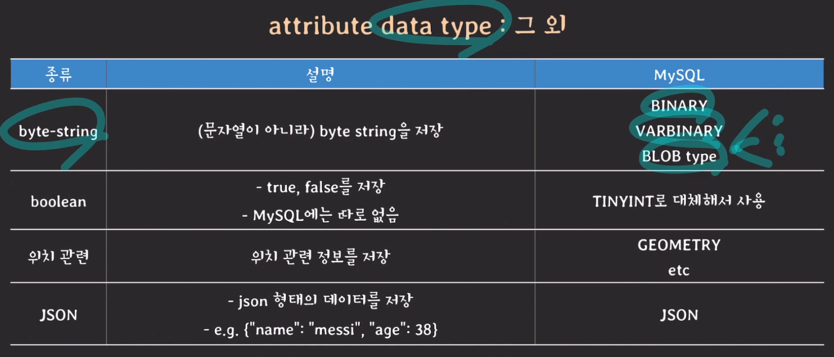 attribute data type : 그 외
종류 설명 MySQL
byte-string (문자열이 아니라) byte string을 저장 BINARY
VARBINARY
BLOB type
boolean - true, false를 저장
- MySQL에는 따로 없음 TINYINT로 대체해서 사용
위치 관련 위치 관련 정보를 저장 GEOMETRY
etc
JSON - json 형태의 데이터를 저장
- e.g. {"name": "messi", "age": 38} JSON